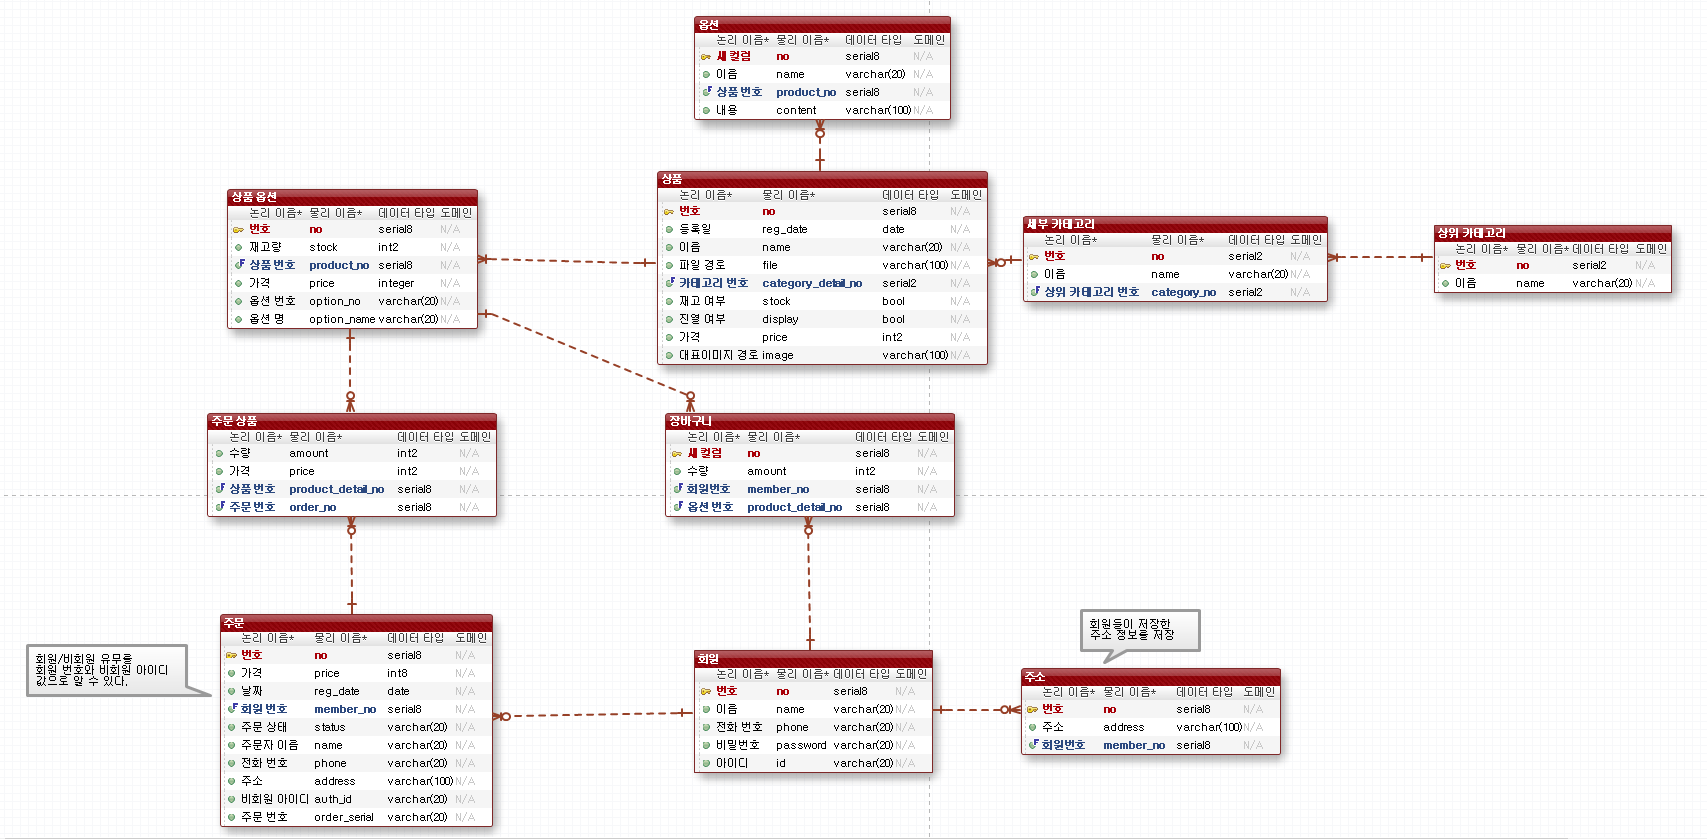 옵션
논리 이름* 물리 이름* 데이터 타입 도메인
새 컬럼 no serial8 N/A
이름 name varchar(20) N/A
상품 번호 product_no serial8 N/A
내용 content varchar(100) N/A
상품 옵션
논리 이름* 물리 이름* 데이터 타입 도메인
번호 no serial8 N/A
재고량 stock int2 N/A
상품 번호 product_no serial8 N/A
가격 price integer N/A
옵션 번호 option_no varchar(20) N/A
옵션 명 option_name varchar(20) N/A
상품
논리 이름* 물리 이름* 데이터 타입 도메인
번호 no serial8 N/A
등록일 reg_date date N/A
이름 name varchar(20) N/A
파일 경로 file varchar(100) N/A
카테고리 번호 category_detail_no serial2 N/A
재고 여부 stock bool N/A
진열 여부 display bool N/A
가격 price int2 N/A
대표이미지 경로 image varchar(100) N/A
세부 카테고리
논리 이름* 물리 이름* 데이터 타입 도메인
번호 no serial2 N/A
이름 name varchar(20) N/A
상위 카테고리 번호 category_no serial2 N/A
상위 카테고리
논리 이름* 물리 이름* 데이터 타입 도메인
번호 no serial2 N/A
이름 name varchar(20) N/A
주문 상품
논리 이름* 물리 이름* 데이터 타입 도메인
수량 amount int2 N/A
가격 price int2 N/A
상품 번호 product_detail_no serial8 N/A
주문 번호 order_no serial8 N/A
장바구니
논리 이름* 물리 이름* 데이터 타입 도메인
새 컬럼 no serial8 N/A
수량 amount int2 N/A
회원번호 member_no serial8 N/A
옵션 번호 product_detail_no serial8 N/A
회원/비회원 유무를
회원 번호와 비회원 아이디
값으로 알 수 있다.
주문
논리 이름* 물리 이름* 데이터 타입 도메인
번호 no serial8 N/A
가격 price int8 N/A
날짜 reg_date date N/A
회원 번호 member_no serial8 N/A
주문 상태 status varchar(20) N/A
주문자 이름 name varchar(20) N/A
전화 번호 phone varchar(20) N/A
주소 address varchar(100) N/A
비회원 아이디 auth_id varchar(20) N/A
주문 번호 order_serial varchar(20) N/A
회원
논리 이름* 물리 이름* 데이터 타입 도메인
번호 no serial8 N/A
이름 name varchar(20) N/A
전화 번호 phone varchar(20) N/A
비밀번호 password varchar(20) N/A
아이디 id varchar(20) N/A
회원들이 저장한
주소 정보를 저장
주소
논리 이름* 물리 이름* 데이터 타입 도메인
번호 no serial8 N/A
주소 address varchar(100) N/A
회원번호 member_no serial8 N/A